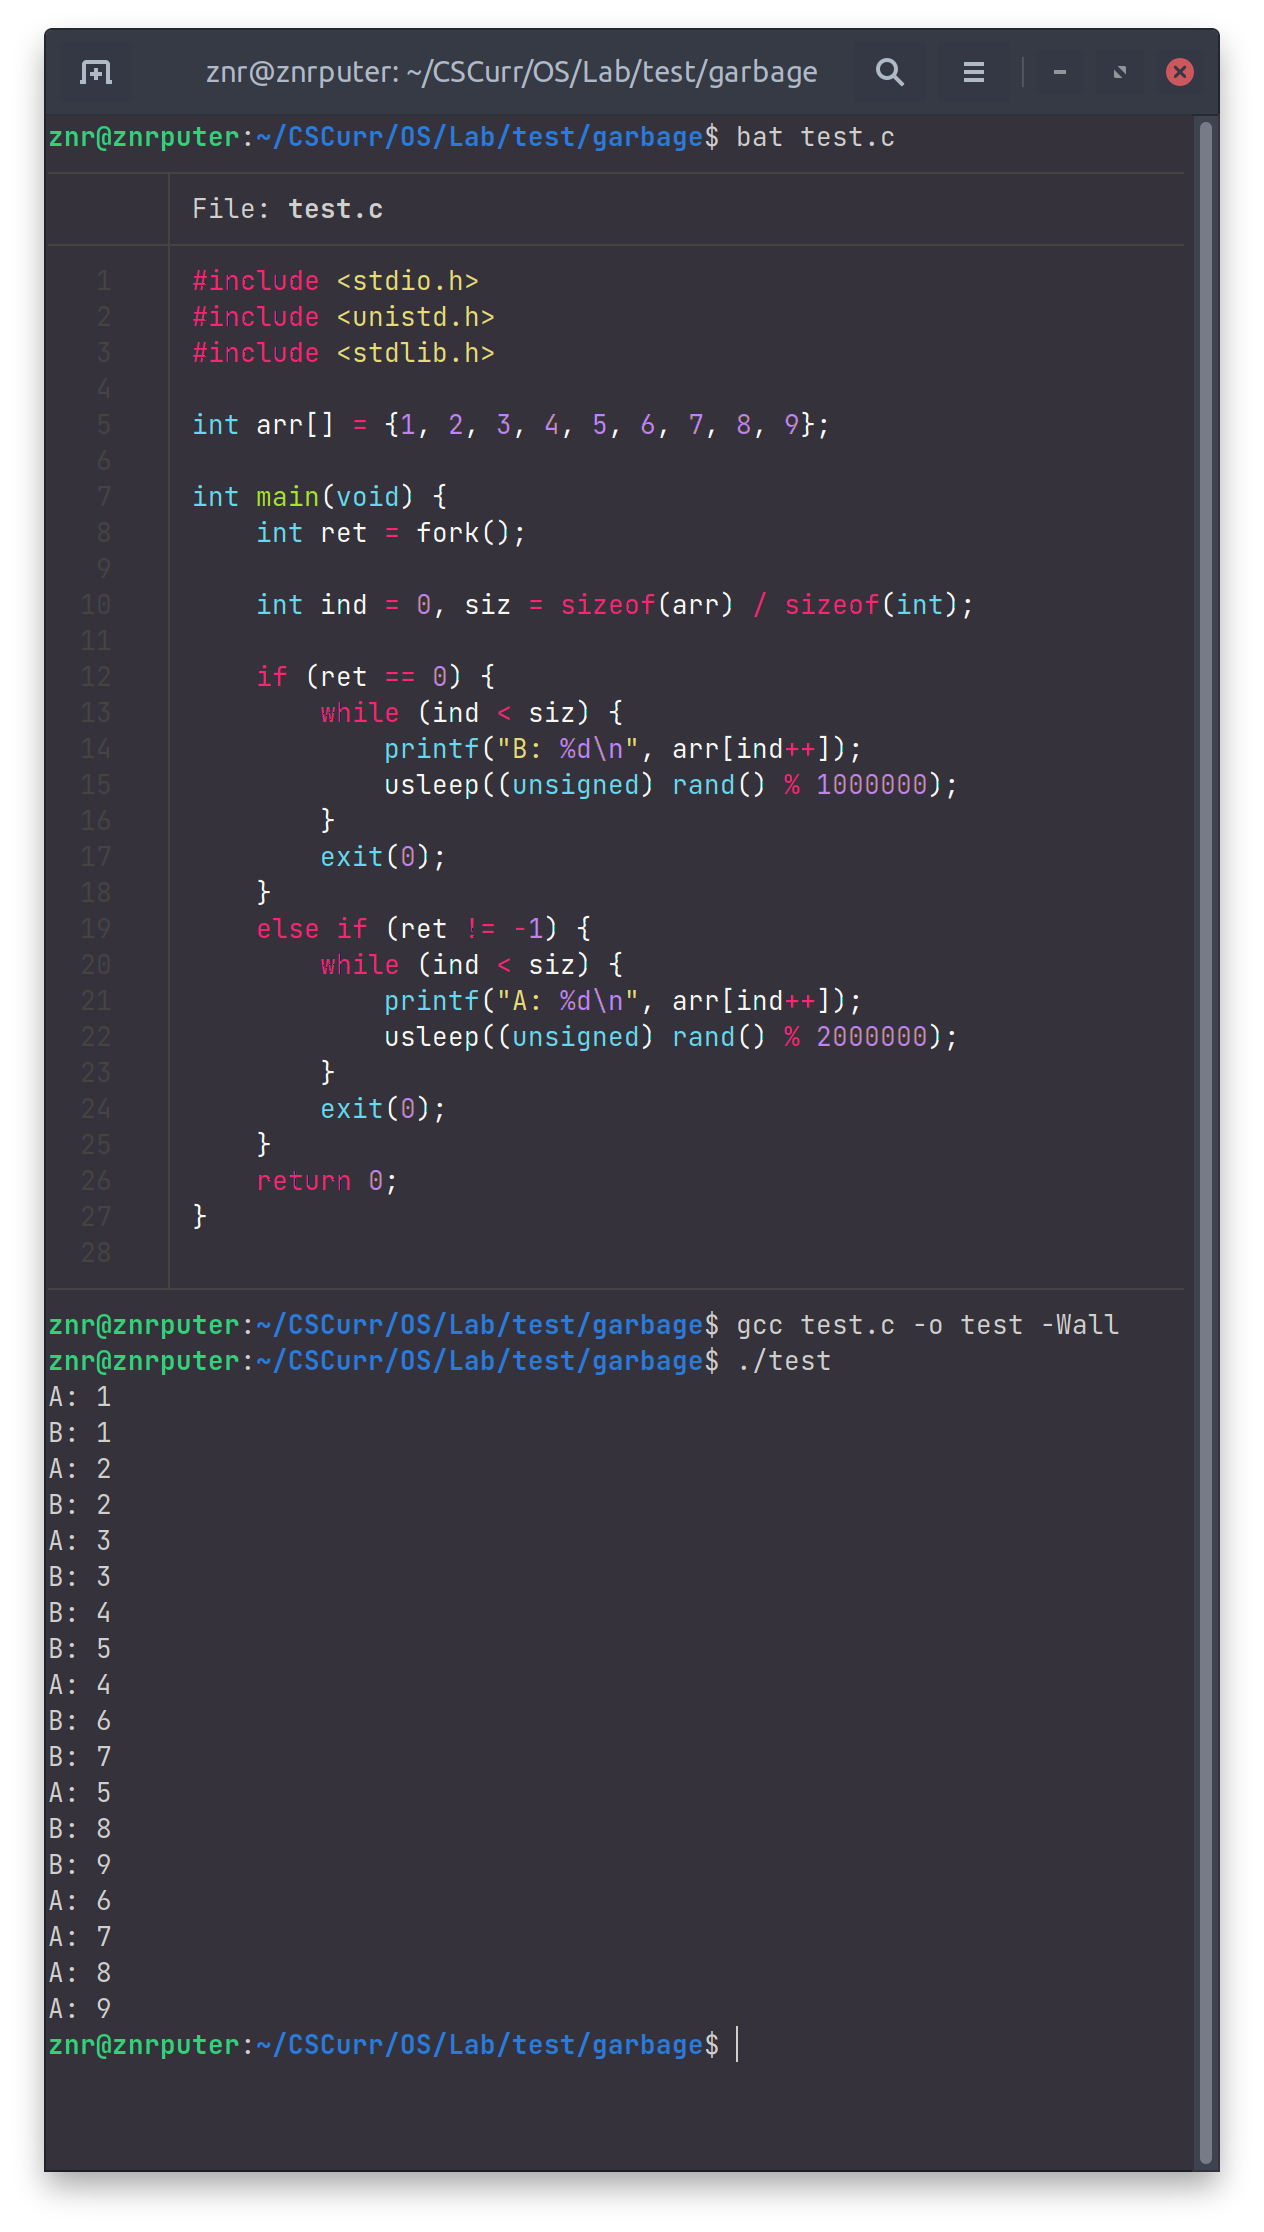 znr@znrputer: ~/CSCurr/OS/Lab/test/garbage
znr@znrputer:~/CSCurr/OS/Lab/test/garbage$ bat test.c
File: test.c
1 #include <stdio.h>
2 #include <unistd.h>
3 #include <stdlib.h>
4
5 int arr[] = {1, 2, 3, 4, 5, 6, 7, 8, 9};
6
7 int main(void) {
8     int ret = fork();
9
10     int ind = 0, siz = sizeof(arr) / sizeof(int);
11
12     if (ret == 0) {
13         while (ind < siz) {
14             printf("B: %d\n", arr[ind++]);
15             usleep((unsigned) rand() % 1000000);
16         }
17         exit(0);
18     }
19     else if (ret != -1) {
20         while (ind < siz) {
21             printf("A: %d\n", arr[ind++]);
22             usleep((unsigned) rand() % 2000000);
23         }
24         exit(0);
25     }
26     return 0;
27 }
28
znr@znrputer:~/CSCurr/OS/Lab/test/garbage$ gcc test.c -o test -Wall
znr@znrputer:~/CSCurr/OS/Lab/test/garbage$ ./test
A: 1
B: 1
A: 2
B: 2
A: 3
B: 3
B: 4
B: 5
A: 4
B: 6
B: 7
A: 5
B: 8
B: 9
A: 6
A: 7
A: 8
A: 9
znr@znrputer:~/CSCurr/OS/Lab/test/garbage$